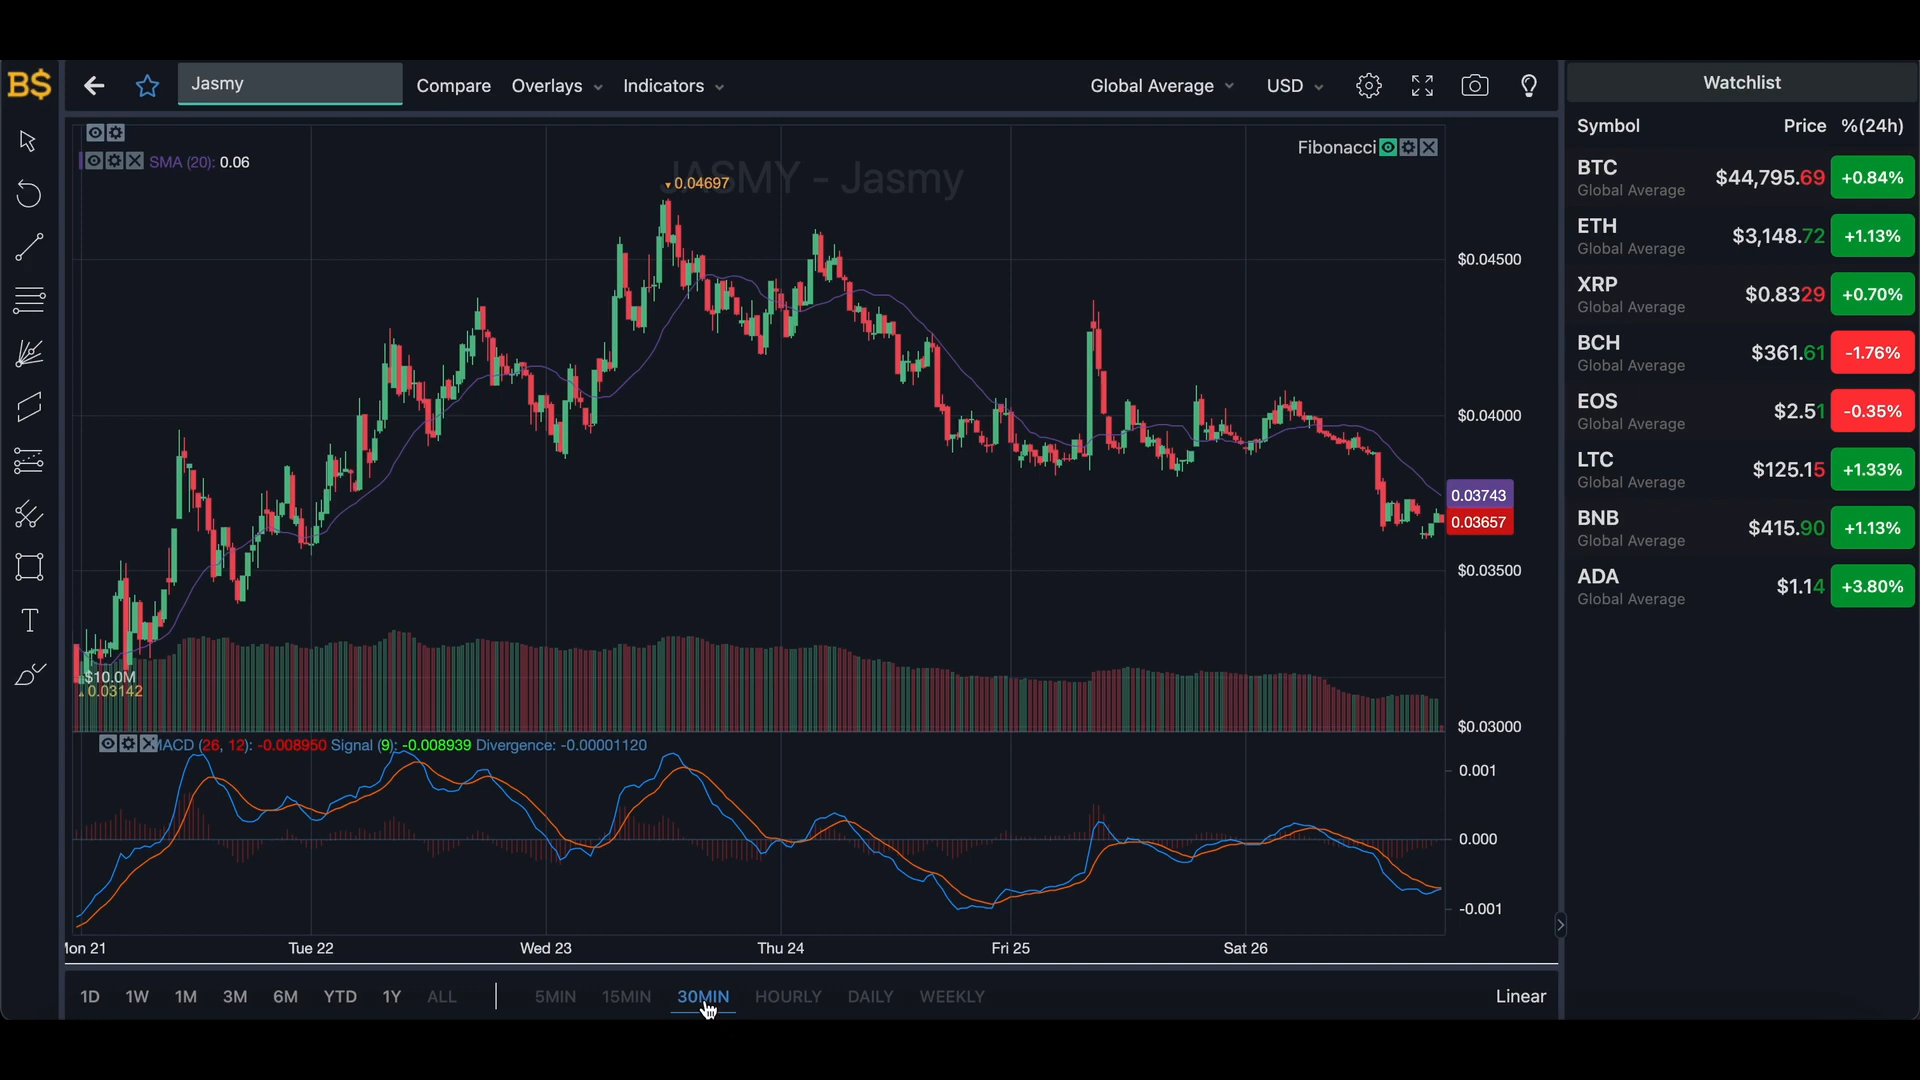 B$
Jasmy
Compare
Overlays
Indicators
Global Average
USD
Watchlist
Symbol Price %(24h)
SMA (20): 0.06
JASMY - Jasmy
Fibonacci
0.04697
$0.04500
$0.04000
0.03743
0.03657
$0.03500
$10.0M
0.03142
$0.03000
MACD (26, 12): -0.008950 Signal (9): -0.008939 Divergence: -0.00001120
0.001
0.000
-0.001
Mon 21 Tue 22 Wed 23 Thu 24 Fri 25 Sat 26
1D 1W 1M 3M 6M YTD 1Y ALL 5MIN 15MIN 30MIN HOURLY DAILY WEEKLY Linear
BTC $44,795.69 +0.84%
Global Average
ETH $3,148.72 +1.13%
Global Average
XRP $0.8329 +0.70%
Global Average
BCH $361.61 -1.76%
Global Average
EOS $2.51 -0.35%
Global Average
LTC $125.15 +1.33%
Global Average
BNB $415.90 +1.13%
Global Average
ADA $1.14 +3.80%
Global Average
T